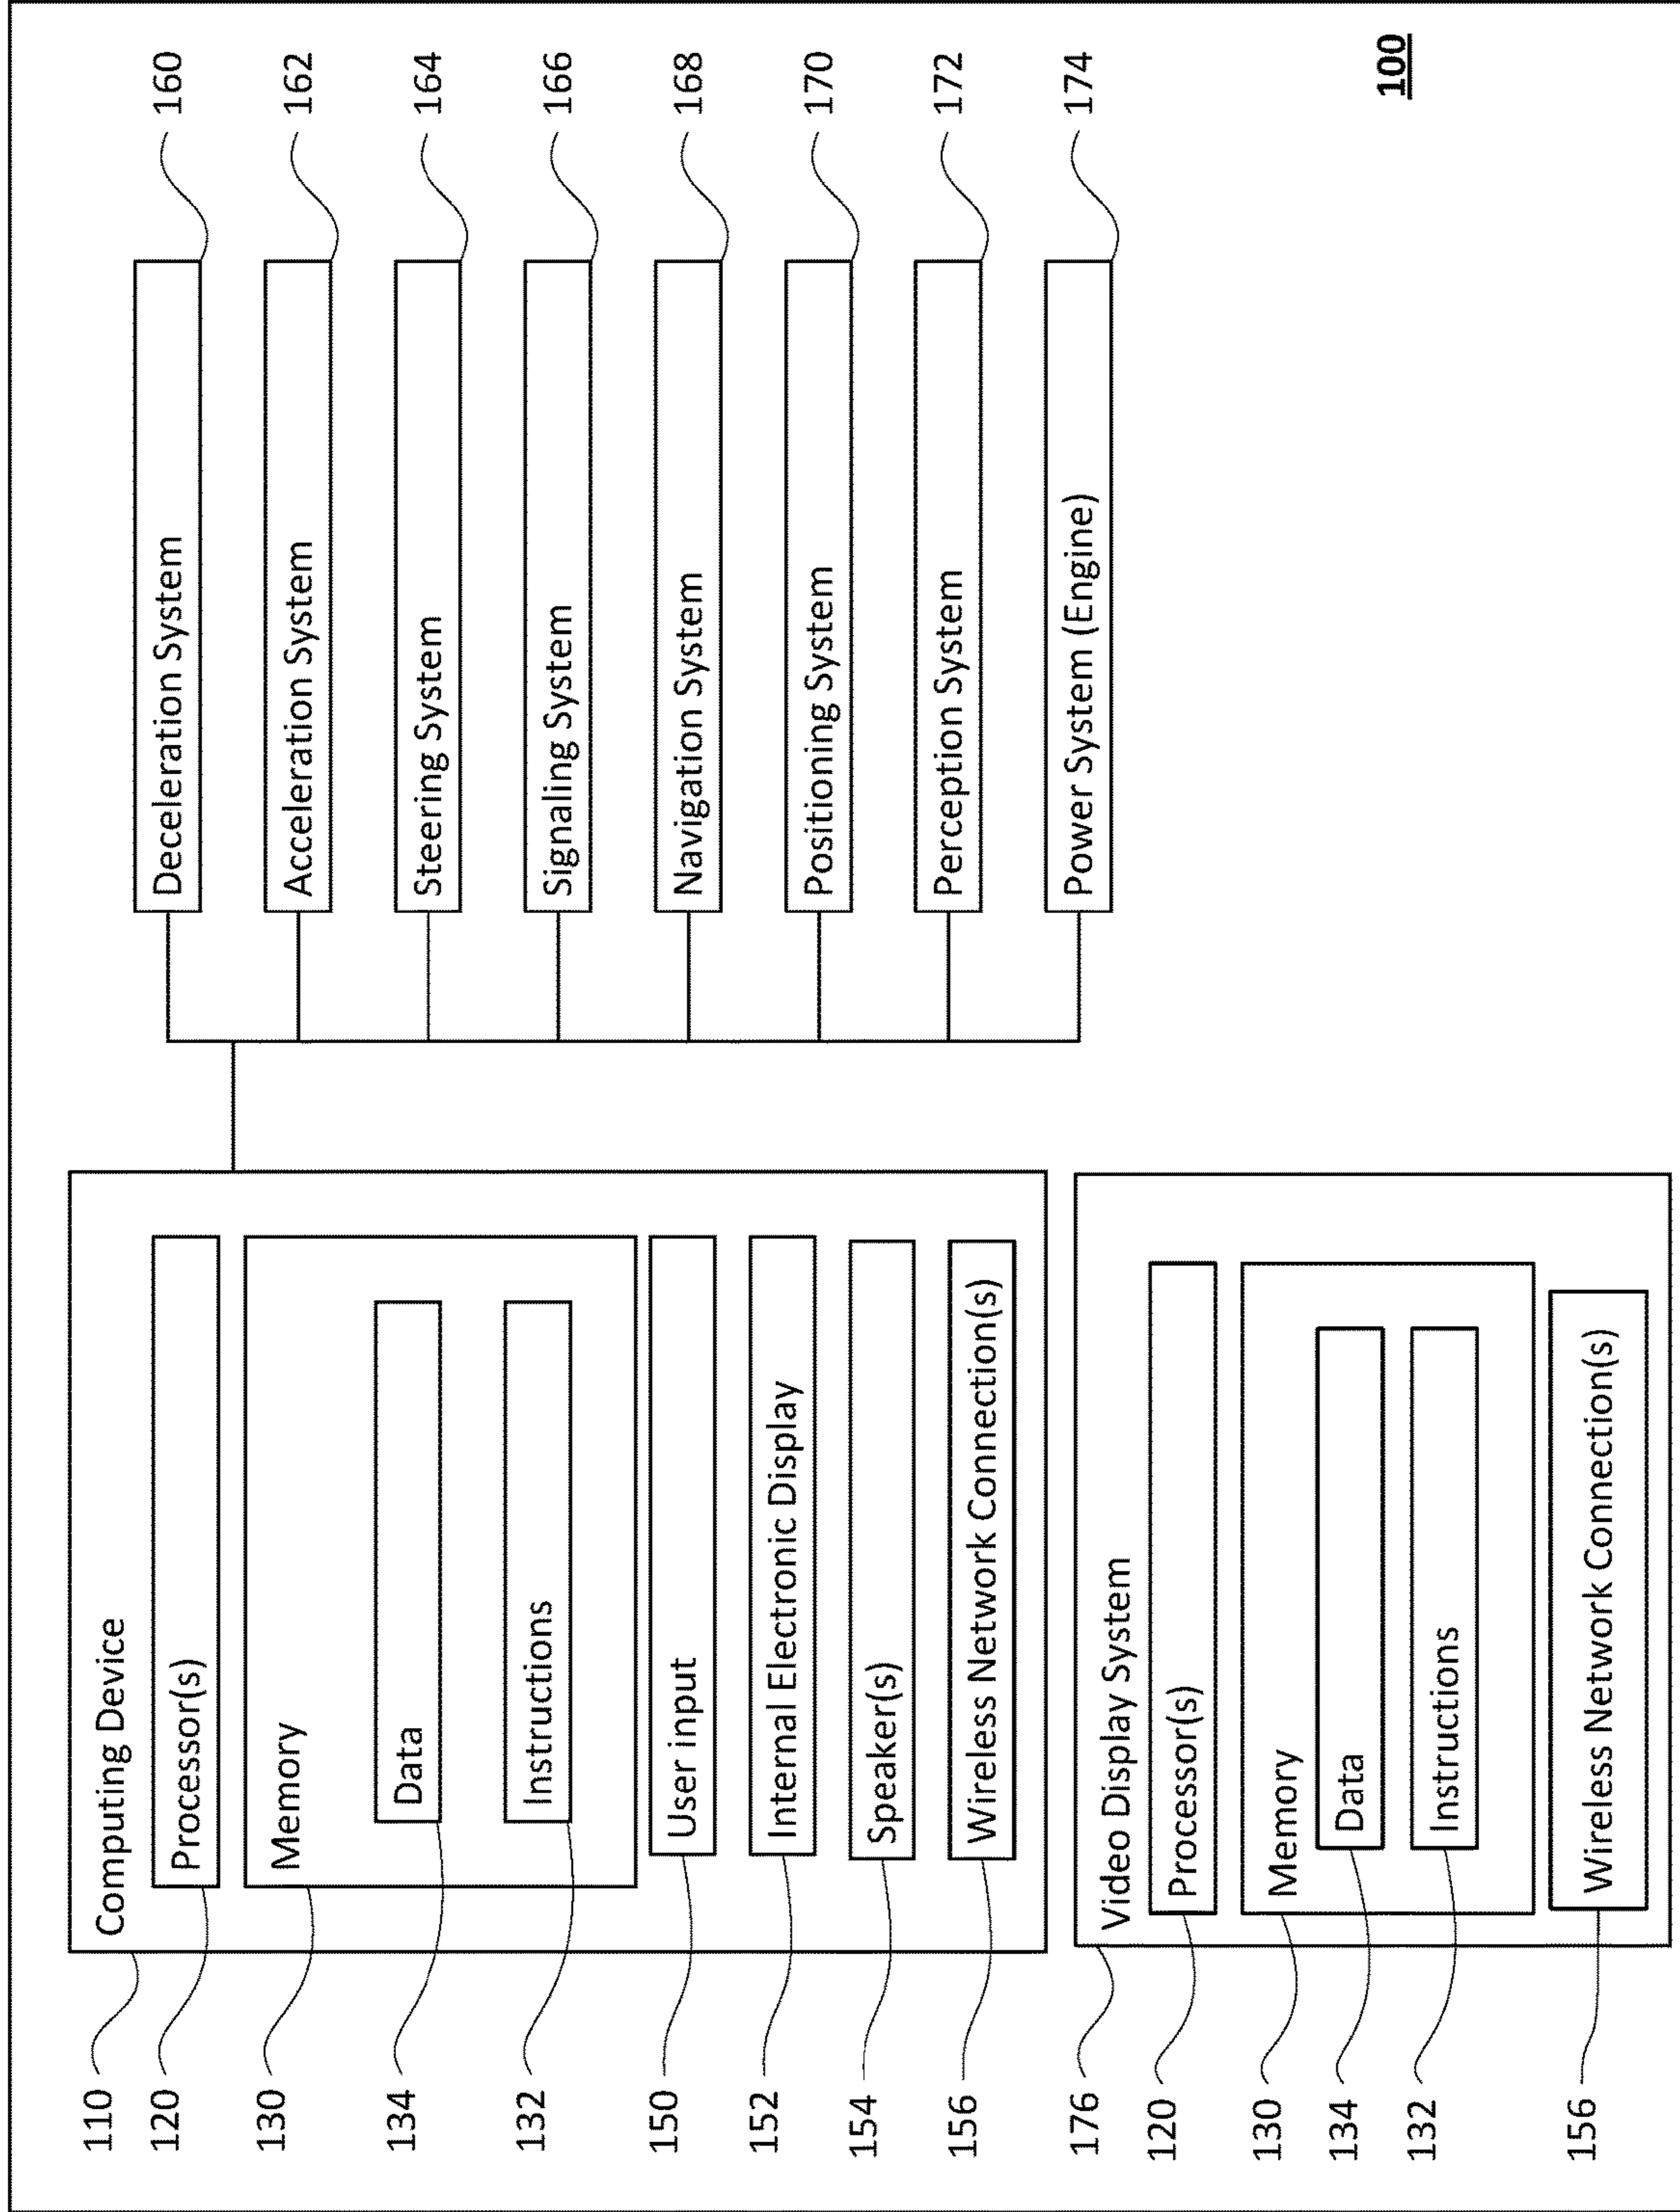 110 Computing Device
120 Processor(s)
130 Memory
134 Data
132 Instructions
150 User input
152 Internal Electronic Display
154 Speaker(s)
156 Wireless Network Connection(s)
176 Video Display System
120 Processor(s)
130 Memory
134 Data
132 Instructions
156 Wireless Network Connection(s)
Deceleration System 160
Acceleration System 162
Steering System 164
Signaling System 166
Navigation System 168
Positioning System 170
Perception System 172
Power System (Engine) 174
100